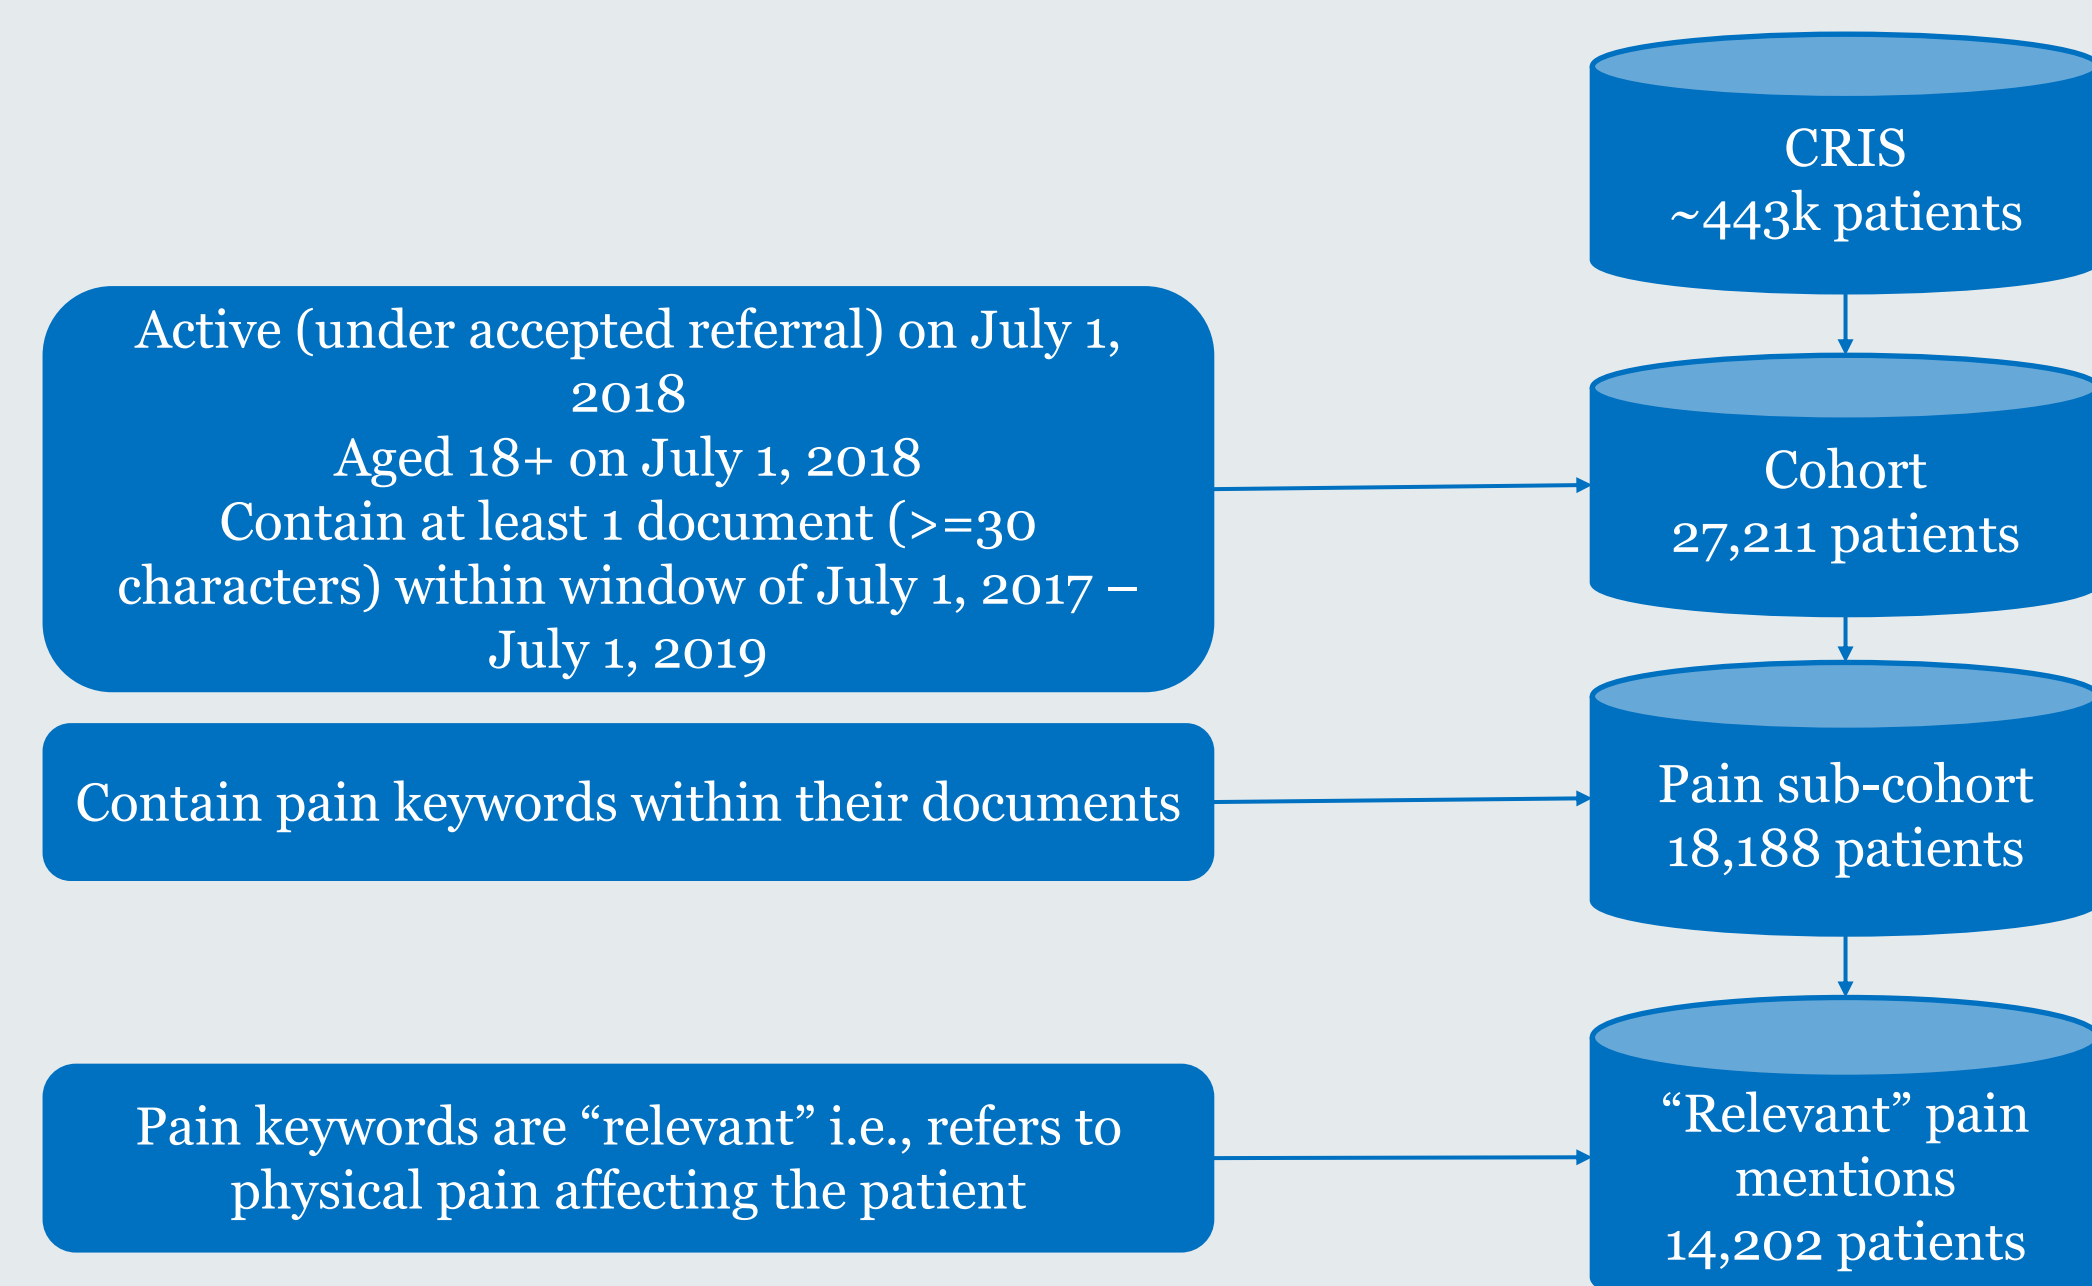 CRIS
~443k patients
Active (under accepted referral) on July 1,
2018
Aged 18+ on July 1, 2018
Contain at least 1 document (>=30
characters) within window of July 1, 2017 –
July 1, 2019
Cohort
27,211 patients
Contain pain keywords within their documents
Pain sub-cohort
18,188 patients
Pain keywords are “relevant” i.e., refers to
physical pain affecting the patient
“Relevant” pain
mentions
14,202 patients